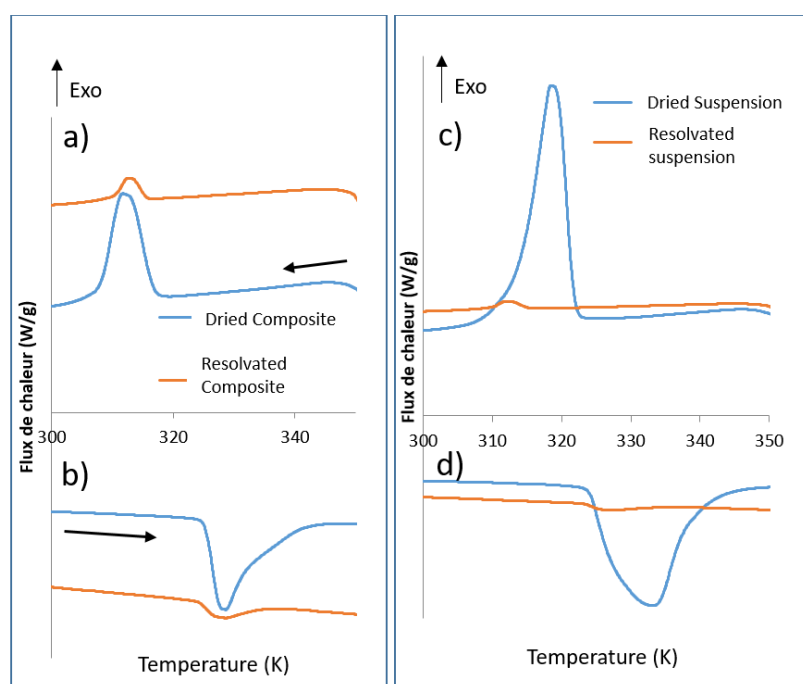 Exo
a)
Dried Composite
Resolvated
Composite
Flux de chaleur (W/g)
300
320
340
b)
Temperature (K)
Exo
c)
Dried Suspension
Resolvated
suspension
Flux de chaleur (W/g)
300
310
320
330
340
350
d)
Temperature (K)